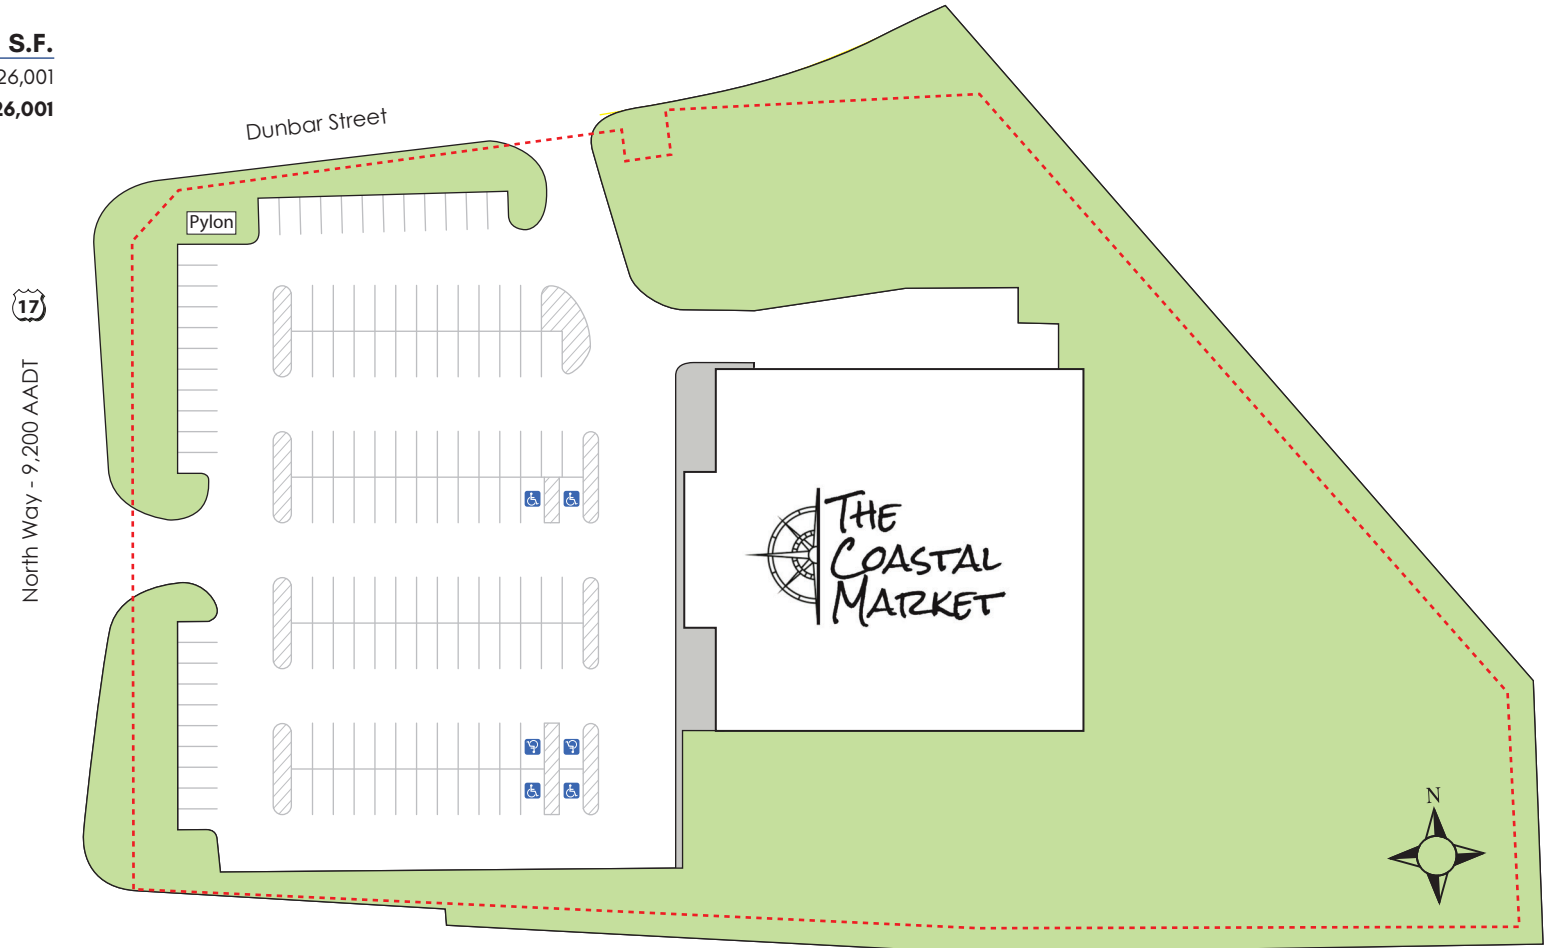 S.F.
26,001
26,001
Dunbar Street
Pylon
17
North Way - 9,200 AADT
THE
COASTAL
MARKET
N